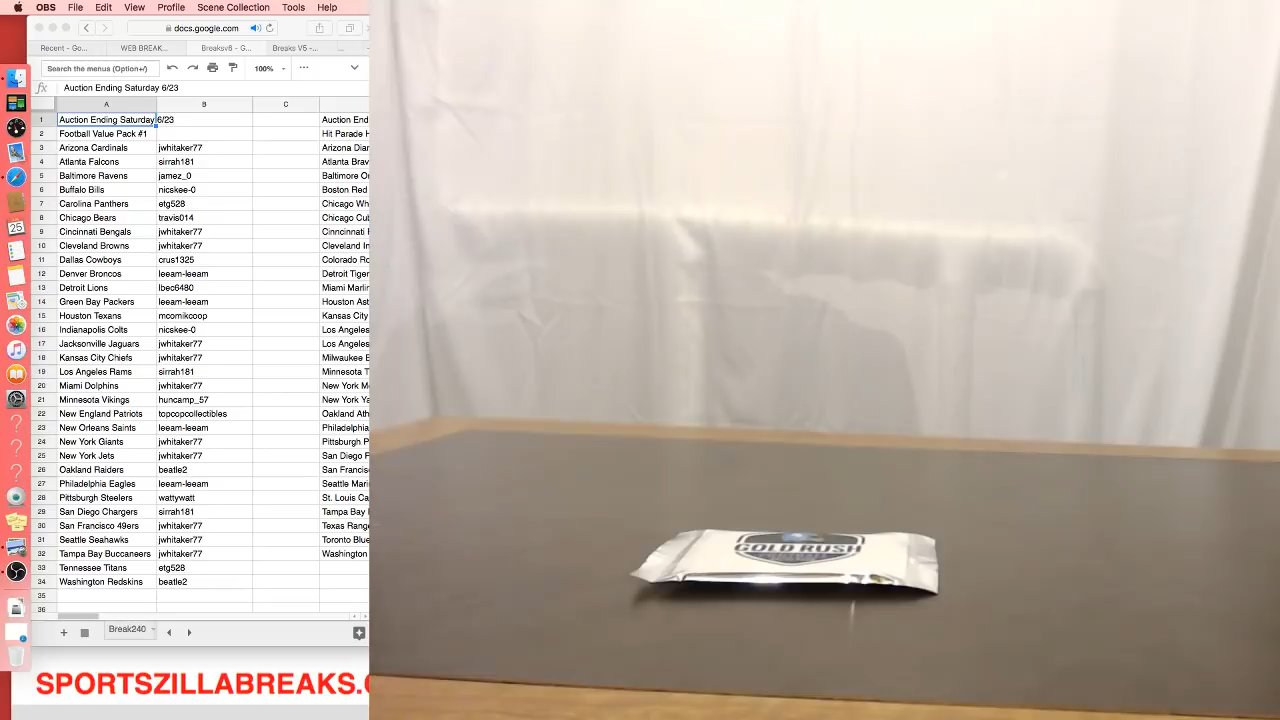 OBS File Edit View Profile Scene Collection Tools Help
docs.google.com
Recent - Go... WEB BREAK... Breaksv8 - G... Breaks V5 -...
Search the menus (Option+/) 100%
fx Auction Ending Saturday 6/23
A B C
1 Auction Ending Saturday 6/23 Auction End
2 Football Value Pack #1 Hit Parade H
3 Arizona Cardinals jwhitaker77 Arizona Dia
4 Atlanta Falcons sirrah181 Atlanta Brav
5 Baltimore Ravens jamez_0 Baltimore O
6 Buffalo Bills nicskee-0 Boston Red
7 Carolina Panthers etg528 Chicago Wh
8 Chicago Bears travis014 Chicago Cub
9 Cincinnati Bengals jwhitaker77 Cinncinati R
10 Cleveland Browns jwhitaker77 Cleveland In
11 Dallas Cowboys crus1325 Colorado Ro
12 Denver Broncos leeam-leeam Detroit Tiger
13 Detroit Lions lbec6480 Miami Marlin
14 Green Bay Packers leeam-leeam Houston Ast
15 Houston Texans mcomikcoop Kansas City
16 Indianapolis Colts nicskee-0 Los Angeles
17 Jacksonville Jaguars jwhitaker77 Los Angeles
18 Kansas City Chiefs jwhitaker77 Milwaukee B
19 Los Angeles Rams sirrah181 Minnesota T
20 Miami Dolphins jwhitaker77 New York M
21 Minnesota Vikings huncamp_57 New York Ya
22 New England Patriots topcopcollectibles Oakland Ath
23 New Orleans Saints leeam-leeam Philadelphia
24 New York Giants jwhitaker77 Pittsburgh P
25 New York Jets jwhitaker77 San Diego P
26 Oakland Raiders beatle2 San Francisc
27 Philadelphia Eagles leeam-leeam Seattle Mari
28 Pittsburgh Steelers wattywatt St. Louis Ca
29 San Diego Chargers sirrah181 Tampa Bay R
30 San Francisco 49ers jwhitaker77 Texas Range
31 Seattle Seahawks jwhitaker77 Toronto Blue
32 Tampa Bay Buccaneers jwhitaker77 Washington
33 Tennessee Titans etg528
34 Washington Redskins beatle2
35
36
Break240
SPORTSZILLABREAKS.
GOLD RUSH
25